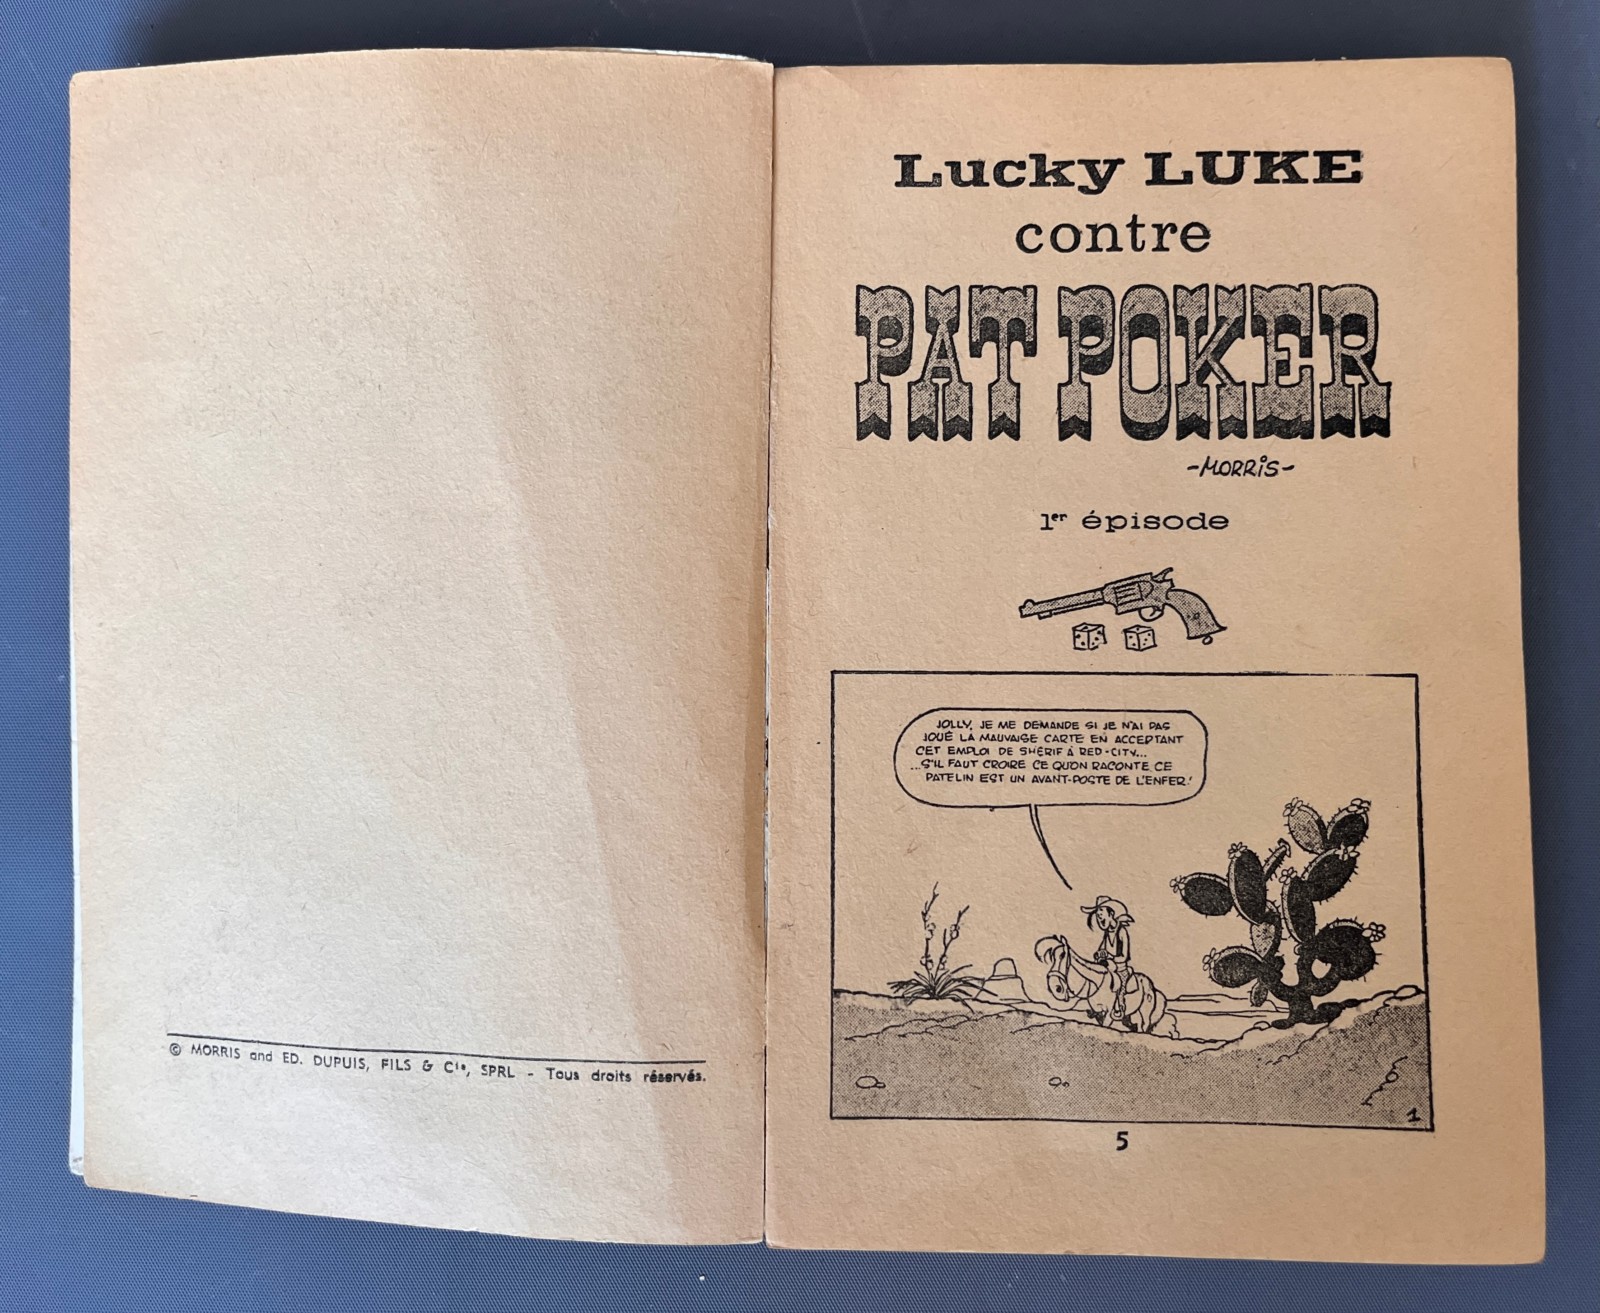 © MORRIS and ED. DUPUIS, FILS & Cie, SPRL - Tous droits réservés.
Lucky LUKE
contre
PAT POKER
-MORRIS-
1er épisode
JOLLY, JE ME DEMANDE SI JE N'AI PAS
JOUÉ LA MAUVAISE CARTE EN ACCEPTANT
CET EMPLOI DE SHÉRIF À RED-CITY...
...S'IL FAUT CROIRE CE QU'ON RACONTE CE
PATELIN EST UN AVANT-POSTE DE L'ENFER!
1
5